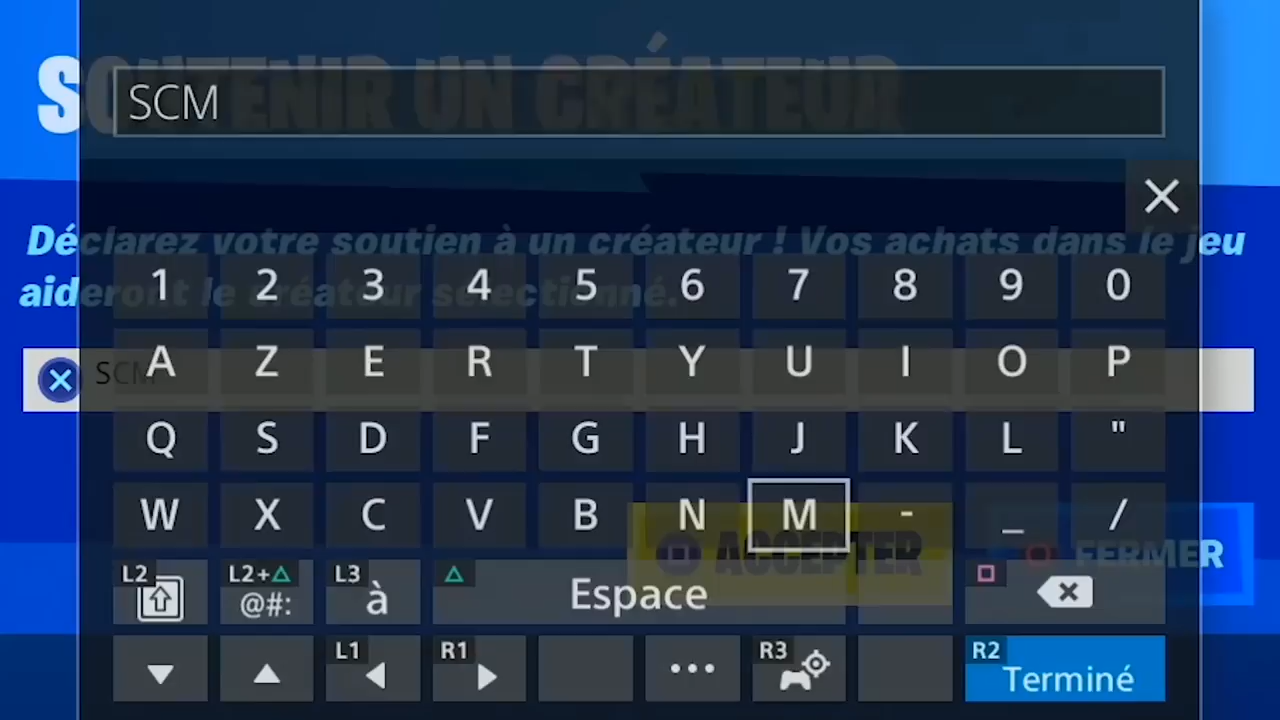 SOUTENIR UN CRÉATEUR
SCM
Déclarez votre soutien à un créateur ! Vos achats dans le jeu
aideront le créateur sélectionné.
1 2 3 4 5 6 7 8 9 0
SCM
A Z E R T Y U I O P
Q S D F G H J K L "
W X C V B N M - _ /
ACCEPTER
FERMER
L2 L2+△ @#: L3 à △ Espace □
L1 R1 ... R3 R2 Terminé